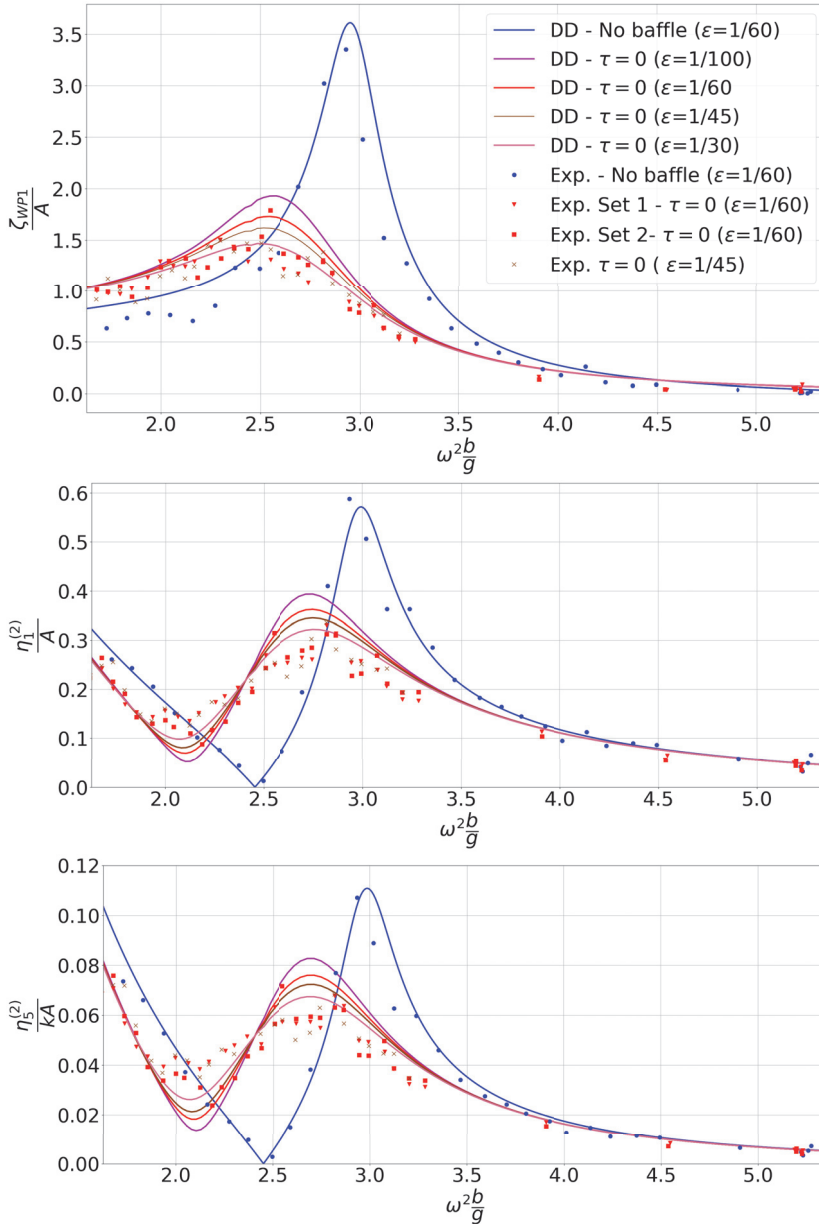 3.5
3.0
2.5
2.0
1.5
1.0
0.5
0.0
ζ_WP1/A
DD - No baffle (ε=1/60)
DD - τ = 0 (ε=1/100)
DD - τ = 0 (ε=1/60)
DD - τ = 0 (ε=1/45)
DD - τ = 0 (ε=1/30)
Exp. - No baffle (ε=1/60)
Exp. Set 1 - τ = 0 (ε=1/60)
Exp. Set 2- τ = 0 (ε=1/60)
Exp. τ = 0 ( ε=1/45)
2.0 2.5 3.0 3.5 4.0 4.5 5.0
ω² b/g
0.6
0.5
0.4
0.3
0.2
0.1
0.0
η₁⁽²⁾/A
2.0 2.5 3.0 3.5 4.0 4.5 5.0
ω² b/g
0.12
0.10
0.08
0.06
0.04
0.02
0.00
η₅⁽²⁾/kA
2.0 2.5 3.0 3.5 4.0 4.5 5.0
ω² b/g